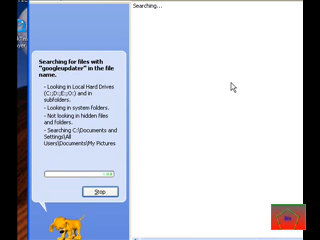 Searching...
Searching for files with
"googleupdater" in the file
name.
- Looking in Local Hard Drives
(C:;D:;E:;O:) and in
subfolders.
- Looking in system folders.
- Not looking in hidden files
and folders.
- Searching C:\Documents and
Settings\All
Users\Documents\My Pictures
Stop